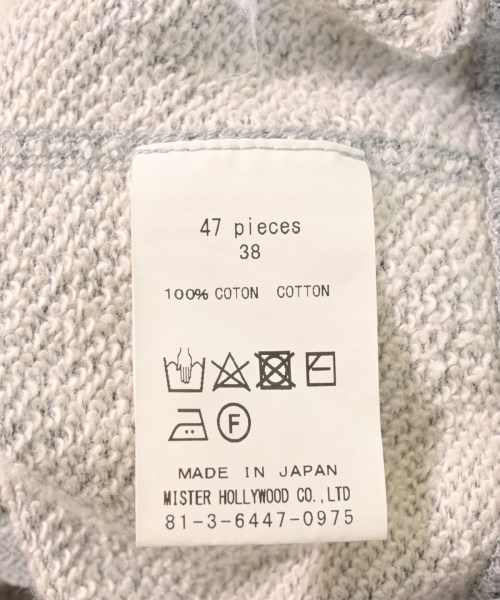 47 pieces
38
100% COTON COTTON
F
MADE IN JAPAN
MISTER HOLLYWOOD CO.,LTD
81-3-6447-0975